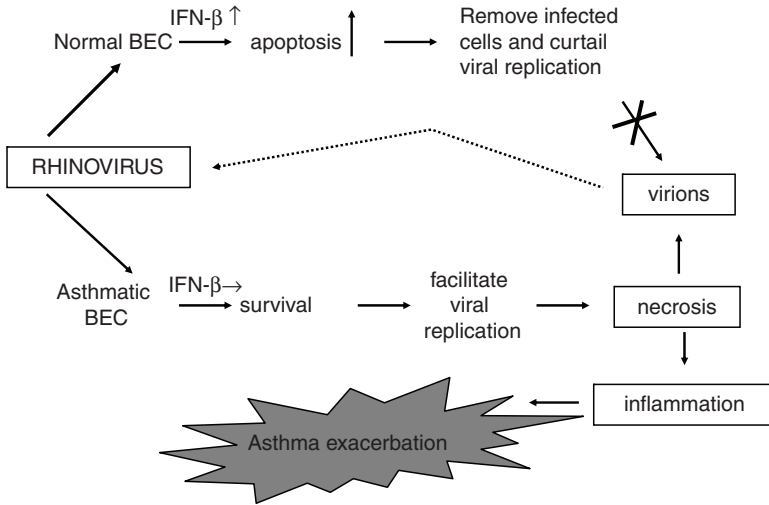 IFN-β ↑
Normal BEC
apoptosis
Remove infected
cells and curtail
viral replication
RHINOVIRUS
virions
Asthmatic
BEC
IFN-β→
survival
facilitate
viral
replication
necrosis
inflammation
Asthma exacerbation